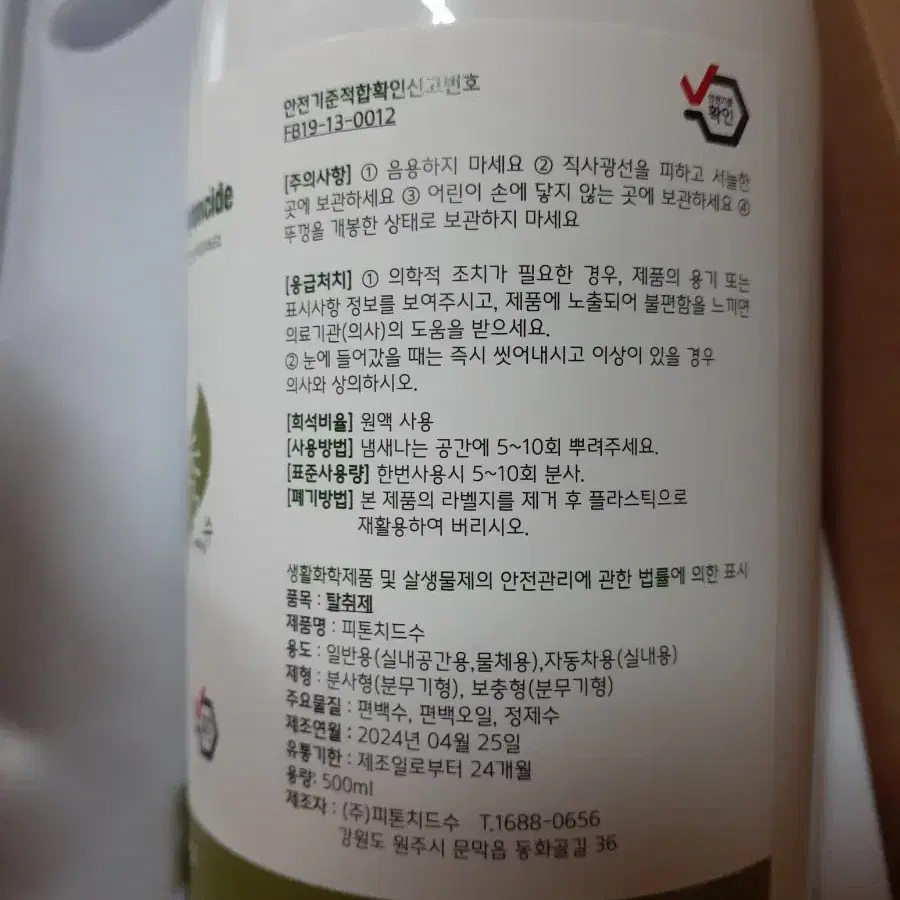 안전기준적합확인신고번호
FB19-13-0012
안전기준
확인
[주의사항] ① 음용하지 마세요 ② 직사광선을 피하고 서늘한
곳에 보관하세요 ③ 어린이 손에 닿지 않는 곳에 보관하세요 ④
뚜껑을 개봉한 상태로 보관하지 마세요
[응급처치] ① 의학적 조치가 필요한 경우, 제품의 용기 또는
표시사항 정보를 보여주시고, 제품에 노출되어 불편함을 느끼면
의료기관(의사)의 도움을 받으세요.
② 눈에 들어갔을 때는 즉시 씻어내시고 이상이 있을 경우
의사와 상의하시오.
[희석비율] 원액 사용
[사용방법] 냄새나는 공간에 5~10회 뿌려주세요.
[표준사용량] 한번사용시 5~10회 분사.
[폐기방법] 본 제품의 라벨지를 제거 후 플라스틱으로
재활용하여 버리시오.
생활화학제품 및 살생물제의 안전관리에 관한 법률에 의한 표시
품목 : 탈취제
제품명 : 피톤치드수
용도 : 일반용(실내공간용,물체용),자동차용(실내용)
제형 : 분사형(분무기형), 보충형(분무기형)
주요물질 : 편백수, 편백오일, 정제수
제조연월 : 2024년 04월 25일
유통기한 : 제조일로부터 24개월
용량: 500ml
제조자 : (주)피톤치드수 T.1688-0656
강원도 원주시 문막읍 동화골길 36
ncide
수